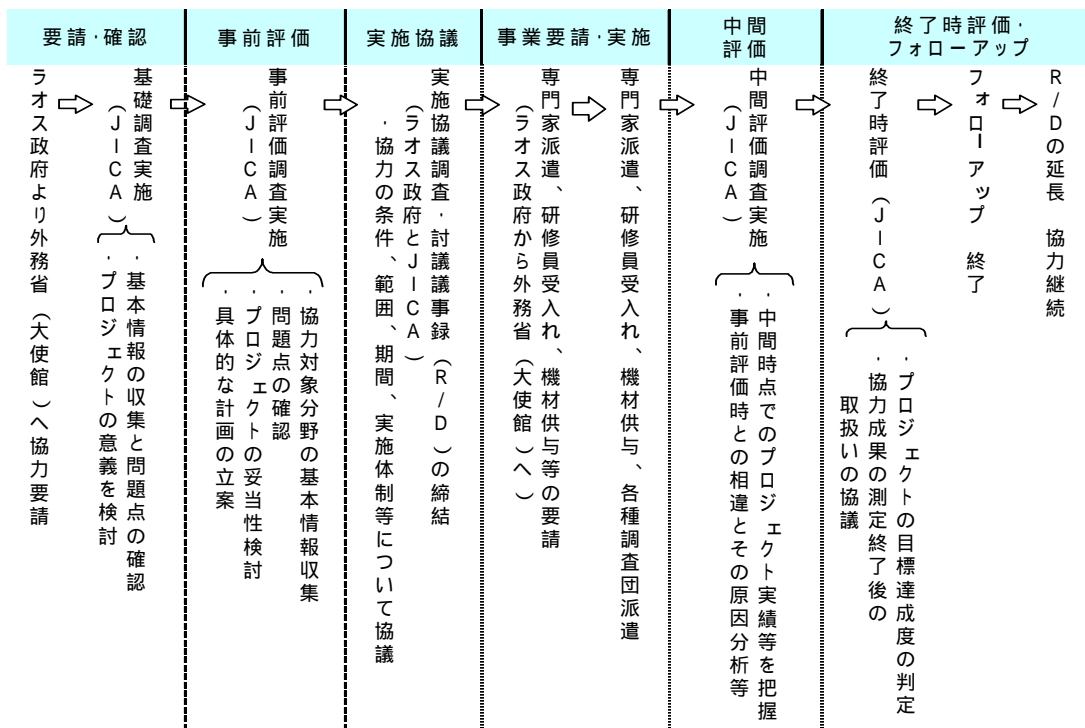 要請・確認
事前評価
実施協議
事業要請・実施
中間
評価
終了時評価・
フォローアップ
ラオス政府より外務省（大使館）へ協力要請
基礎調査実施
（ＪＩＣＡ）
・基本情報の収集と問題点の確認
・プロジェクトの意義を検討
事前評価調査実施
（ＪＩＣＡ）
・協力対象分野の基本情報収集
問題点の確認
・プロジェクトの妥当性検討
・具体的な計画の立案
実施協議調査・討議議事録（Ｒ/Ｄ）の締結
（ラオス政府とＪＩＣＡ）
・協力の条件、範囲、期間、実施体制等について協議
専門家派遣、研修員受入れ、機材供与等の要請
（ラオス政府から外務省（大使館）へ）
専門家派遣、研修員受入れ、機材供与、各種調査団派遣
中間評価調査実施
（ＪＩＣＡ）
・中間時点でのプロジェクト実績等を把握
・事前評価時との相違とその原因分析等
終了時評価（ＪＩＣＡ）
・プロジェクトの目標達成度の判定
・協力成果の測定終了後の
取扱いの協議
フォローアップ 終了
Ｒ/Ｄの延長 協力継続